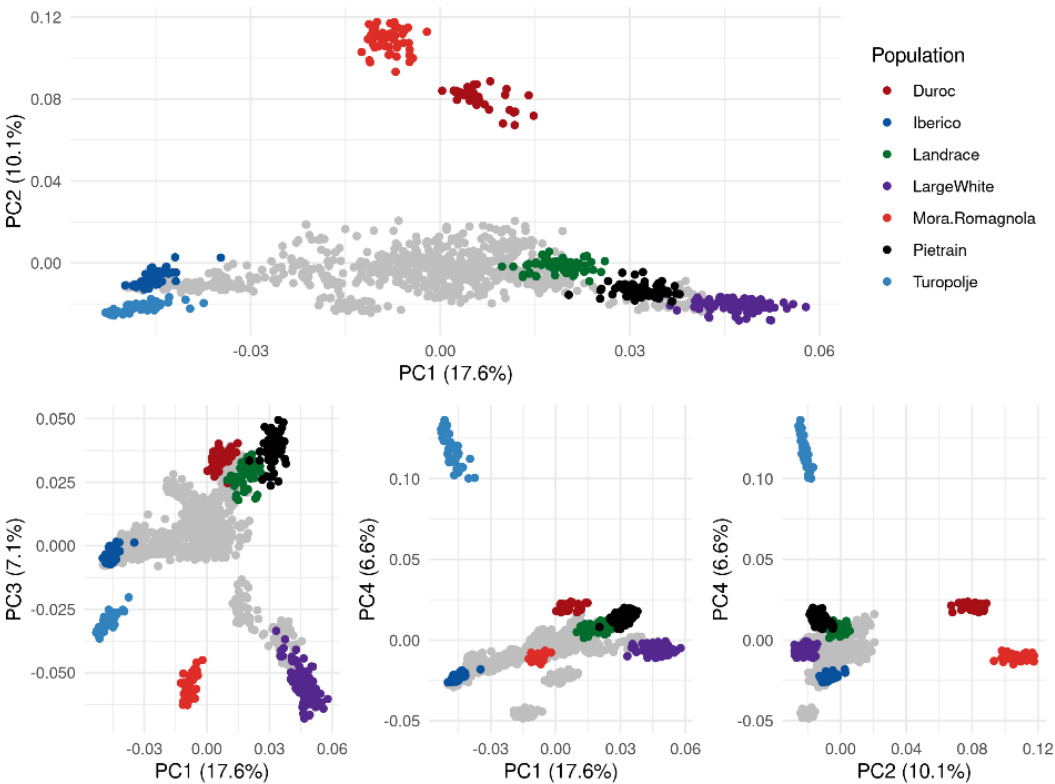 0.12
0.08
0.04
0.00
PC2 (10.1%)
-0.03
0.00
0.03
0.06
PC1 (17.6%)
Population
Duroc
Iberico
Landrace
LargeWhite
Mora.Romagnola
Pietrain
Turopolje
0.050
0.025
0.000
-0.025
-0.050
PC3 (7.1%)
-0.03
0.00
0.03
0.06
PC1 (17.6%)
0.10
0.05
0.00
-0.05
PC4 (6.6%)
-0.03
0.00
0.03
0.06
PC1 (17.6%)
0.10
0.05
0.00
-0.05
PC4 (6.6%)
0.00
0.04
0.08
0.12
PC2 (10.1%)